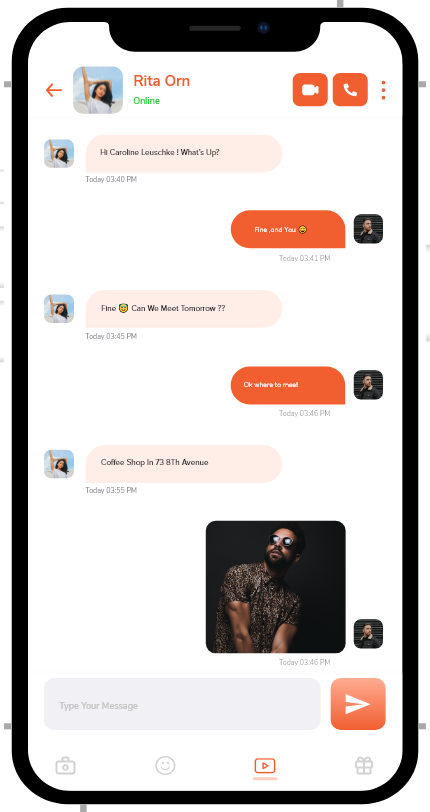 Rita Orn
Online
Hi Caroline Leuschke ! What's Up?
Today 03:40 PM
Fine ,and You 😄
Today 03:41 PM
Fine 😇 Can We Meet Tomorrow ??
Today 03:45 PM
Ok where to meet
Today 03:46 PM
Coffee Shop In 73 8Th Avenue
Today 03:55 PM
Today 03:46 PM
Type Your Message